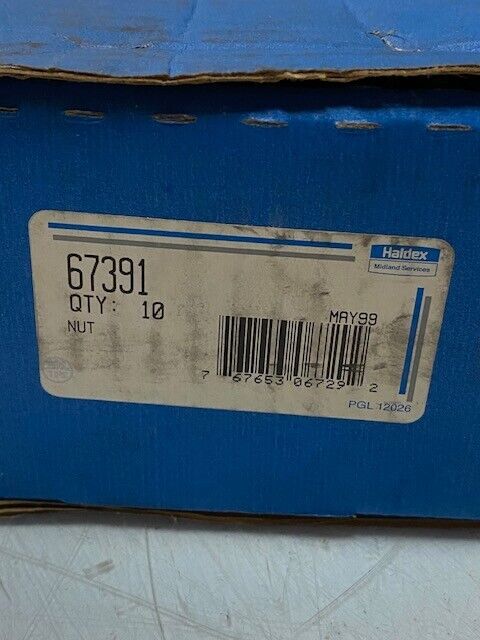 Haldex
Midland Services
67391
QTY: 10
NUT
MAY99
7 67653 06729 2
PGL 12026